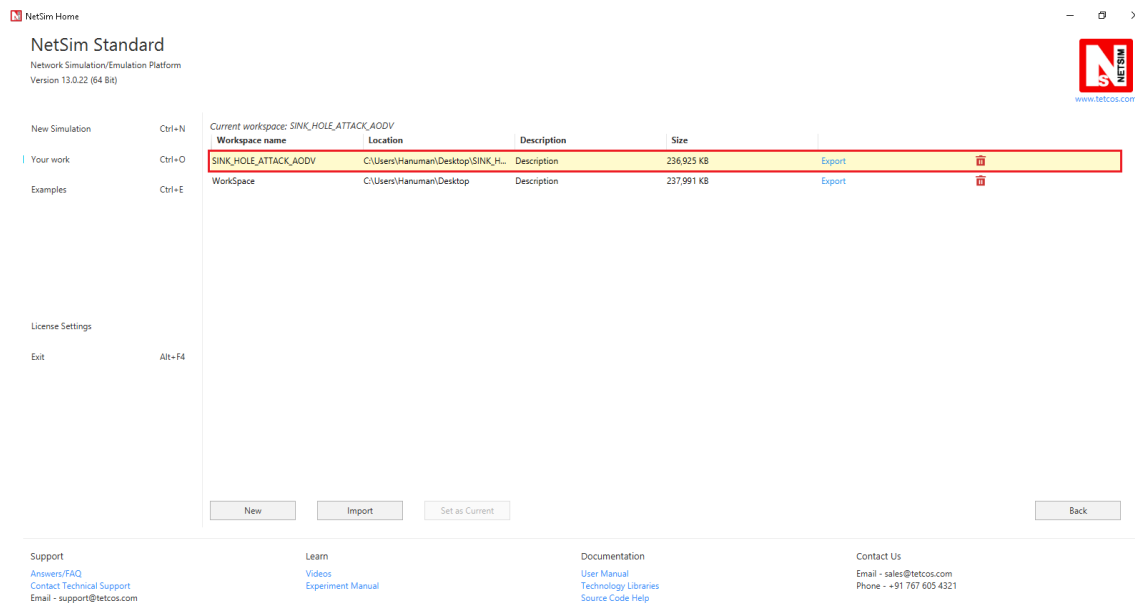 NetSim Home
NetSim Standard
Network Simulation/Emulation Platform
Version 13.0.22 (64 Bit)
NETSIM
www.tetcos.com
New Simulation Ctrl+N
Your work Ctrl+O
Examples Ctrl+E
License Settings
Exit Alt+F4
Current workspace: SINK_HOLE_ATTACK_AODV
Workspace name Location Description Size
SINK_HOLE_ATTACK_AODV C:\Users\Hanuman\Desktop\SINK_H... Description 236,925 KB Export
WorkSpace C:\Users\Hanuman\Desktop Description 237,991 KB Export
New Import Set as Current Back
Support Learn Documentation Contact Us
Answers/FAQ Videos User Manual Email - sales@tetcos.com
Contact Technical Support Experiment Manual Technology Libraries Phone - +91 767 605 4321
Email - support@tetcos.com Source Code Help